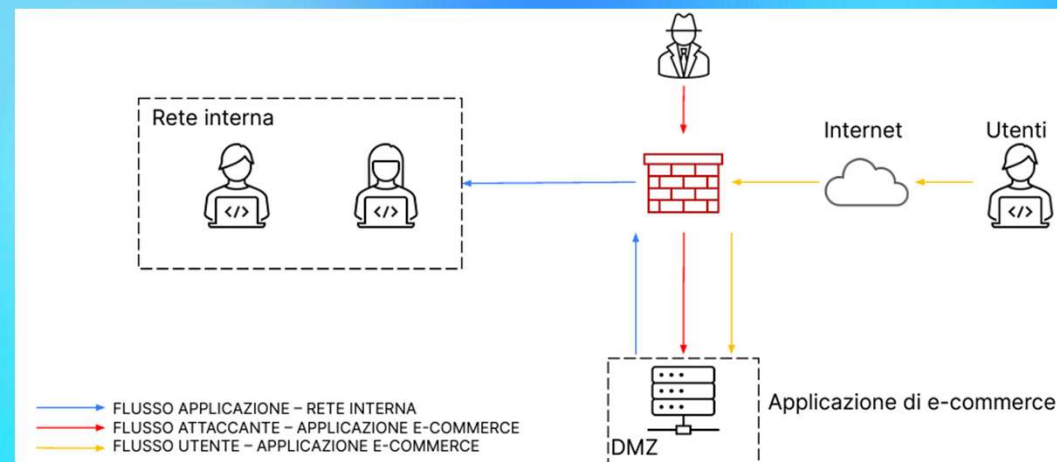 Rete interna
Internet
Utenti
</>
</>
</>
FLUSSO APPLICAZIONE – RETE INTERNA
FLUSSO ATTACCANTE – APPLICAZIONE E-COMMERCE
FLUSSO UTENTE – APPLICAZIONE E-COMMERCE
Applicazione di e-commerce
DMZ